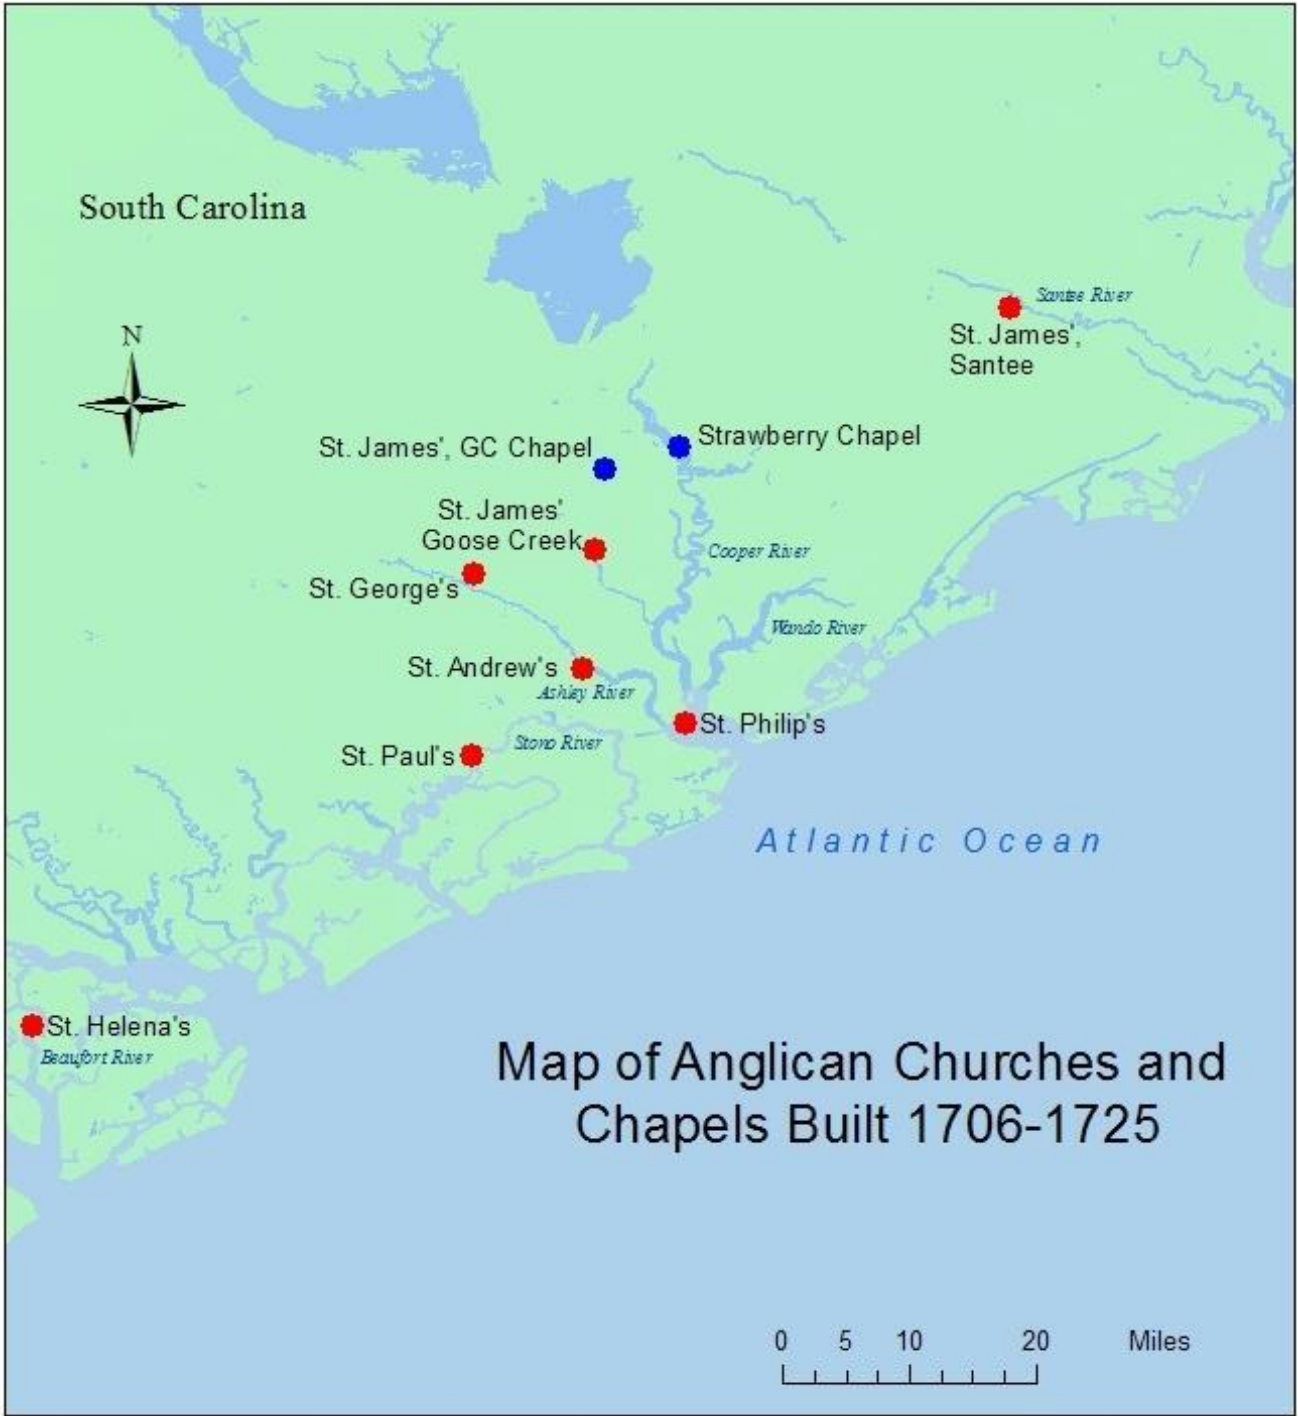 South Carolina
N
Santee River
St. James',
Santee
Strawberry Chapel
St. James', GC Chapel
St. James'
Goose Creek
Cooper River
St. George's
Wando River
St. Andrew's
Ashley River
St. Philip's
Stono River
St. Paul's
Atlantic Ocean
St. Helena's
Beaufort River
Map of Anglican Churches and
Chapels Built 1706-1725
0 5 10 20 Miles